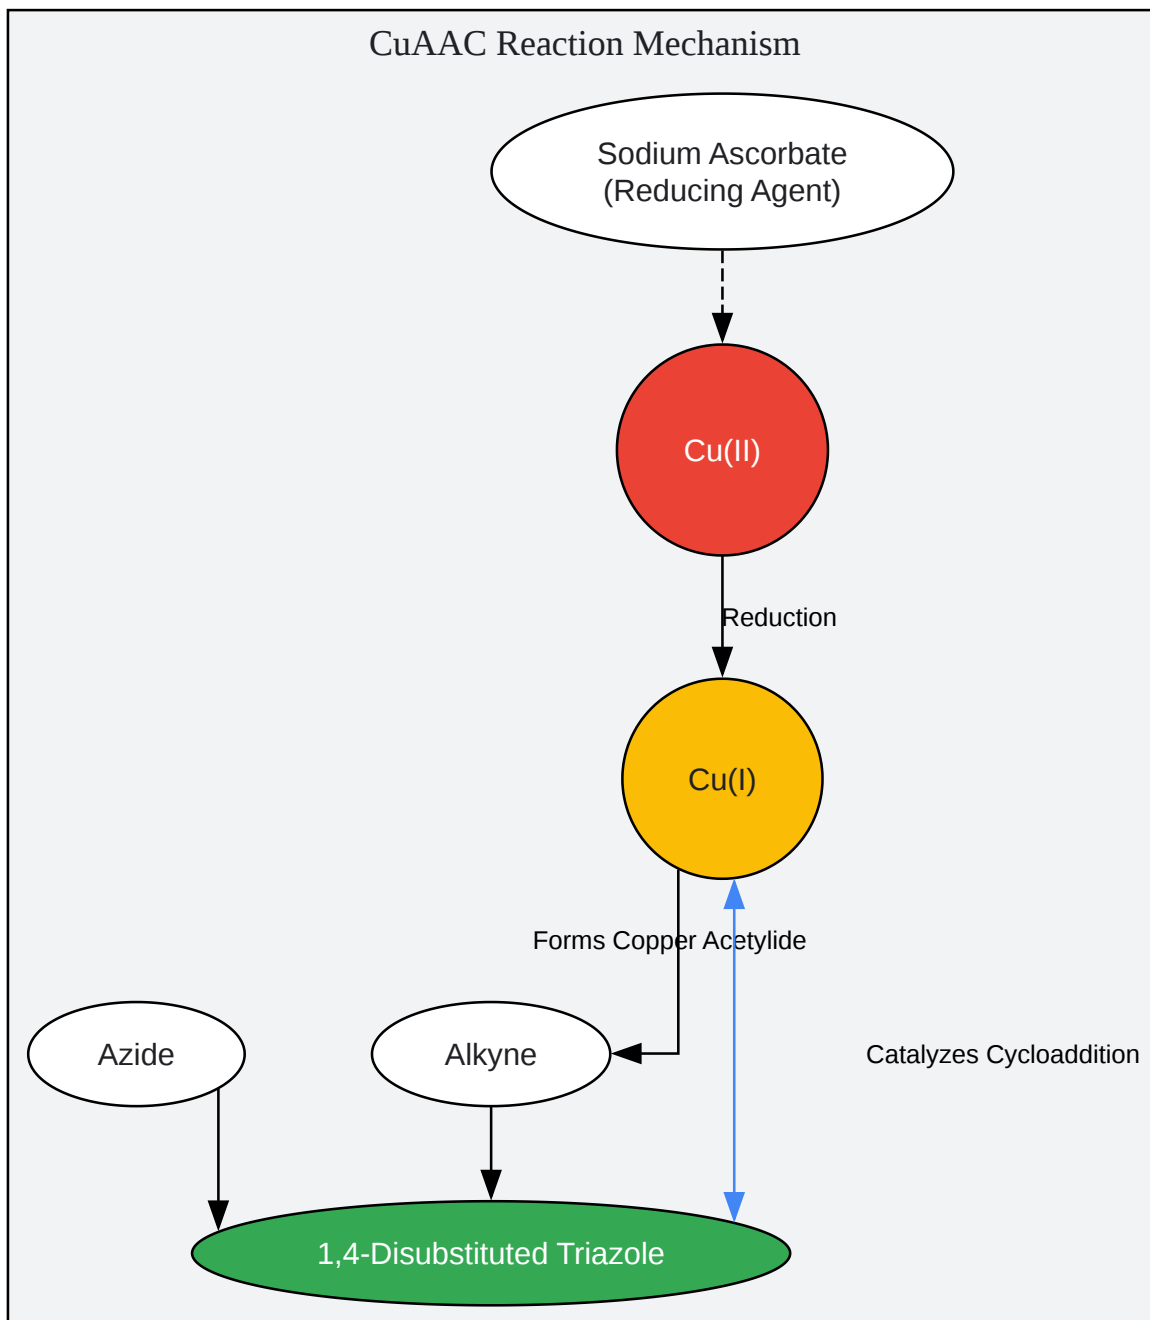 CuAAC Reaction Mechanism
Sodium Ascorbate
(Reducing Agent)
Cu(II)
Reduction
Cu(I)
Forms Copper Acetylide
Azide
Alkyne
Catalyzes Cycloaddition
1,4-Disubstituted Triazole